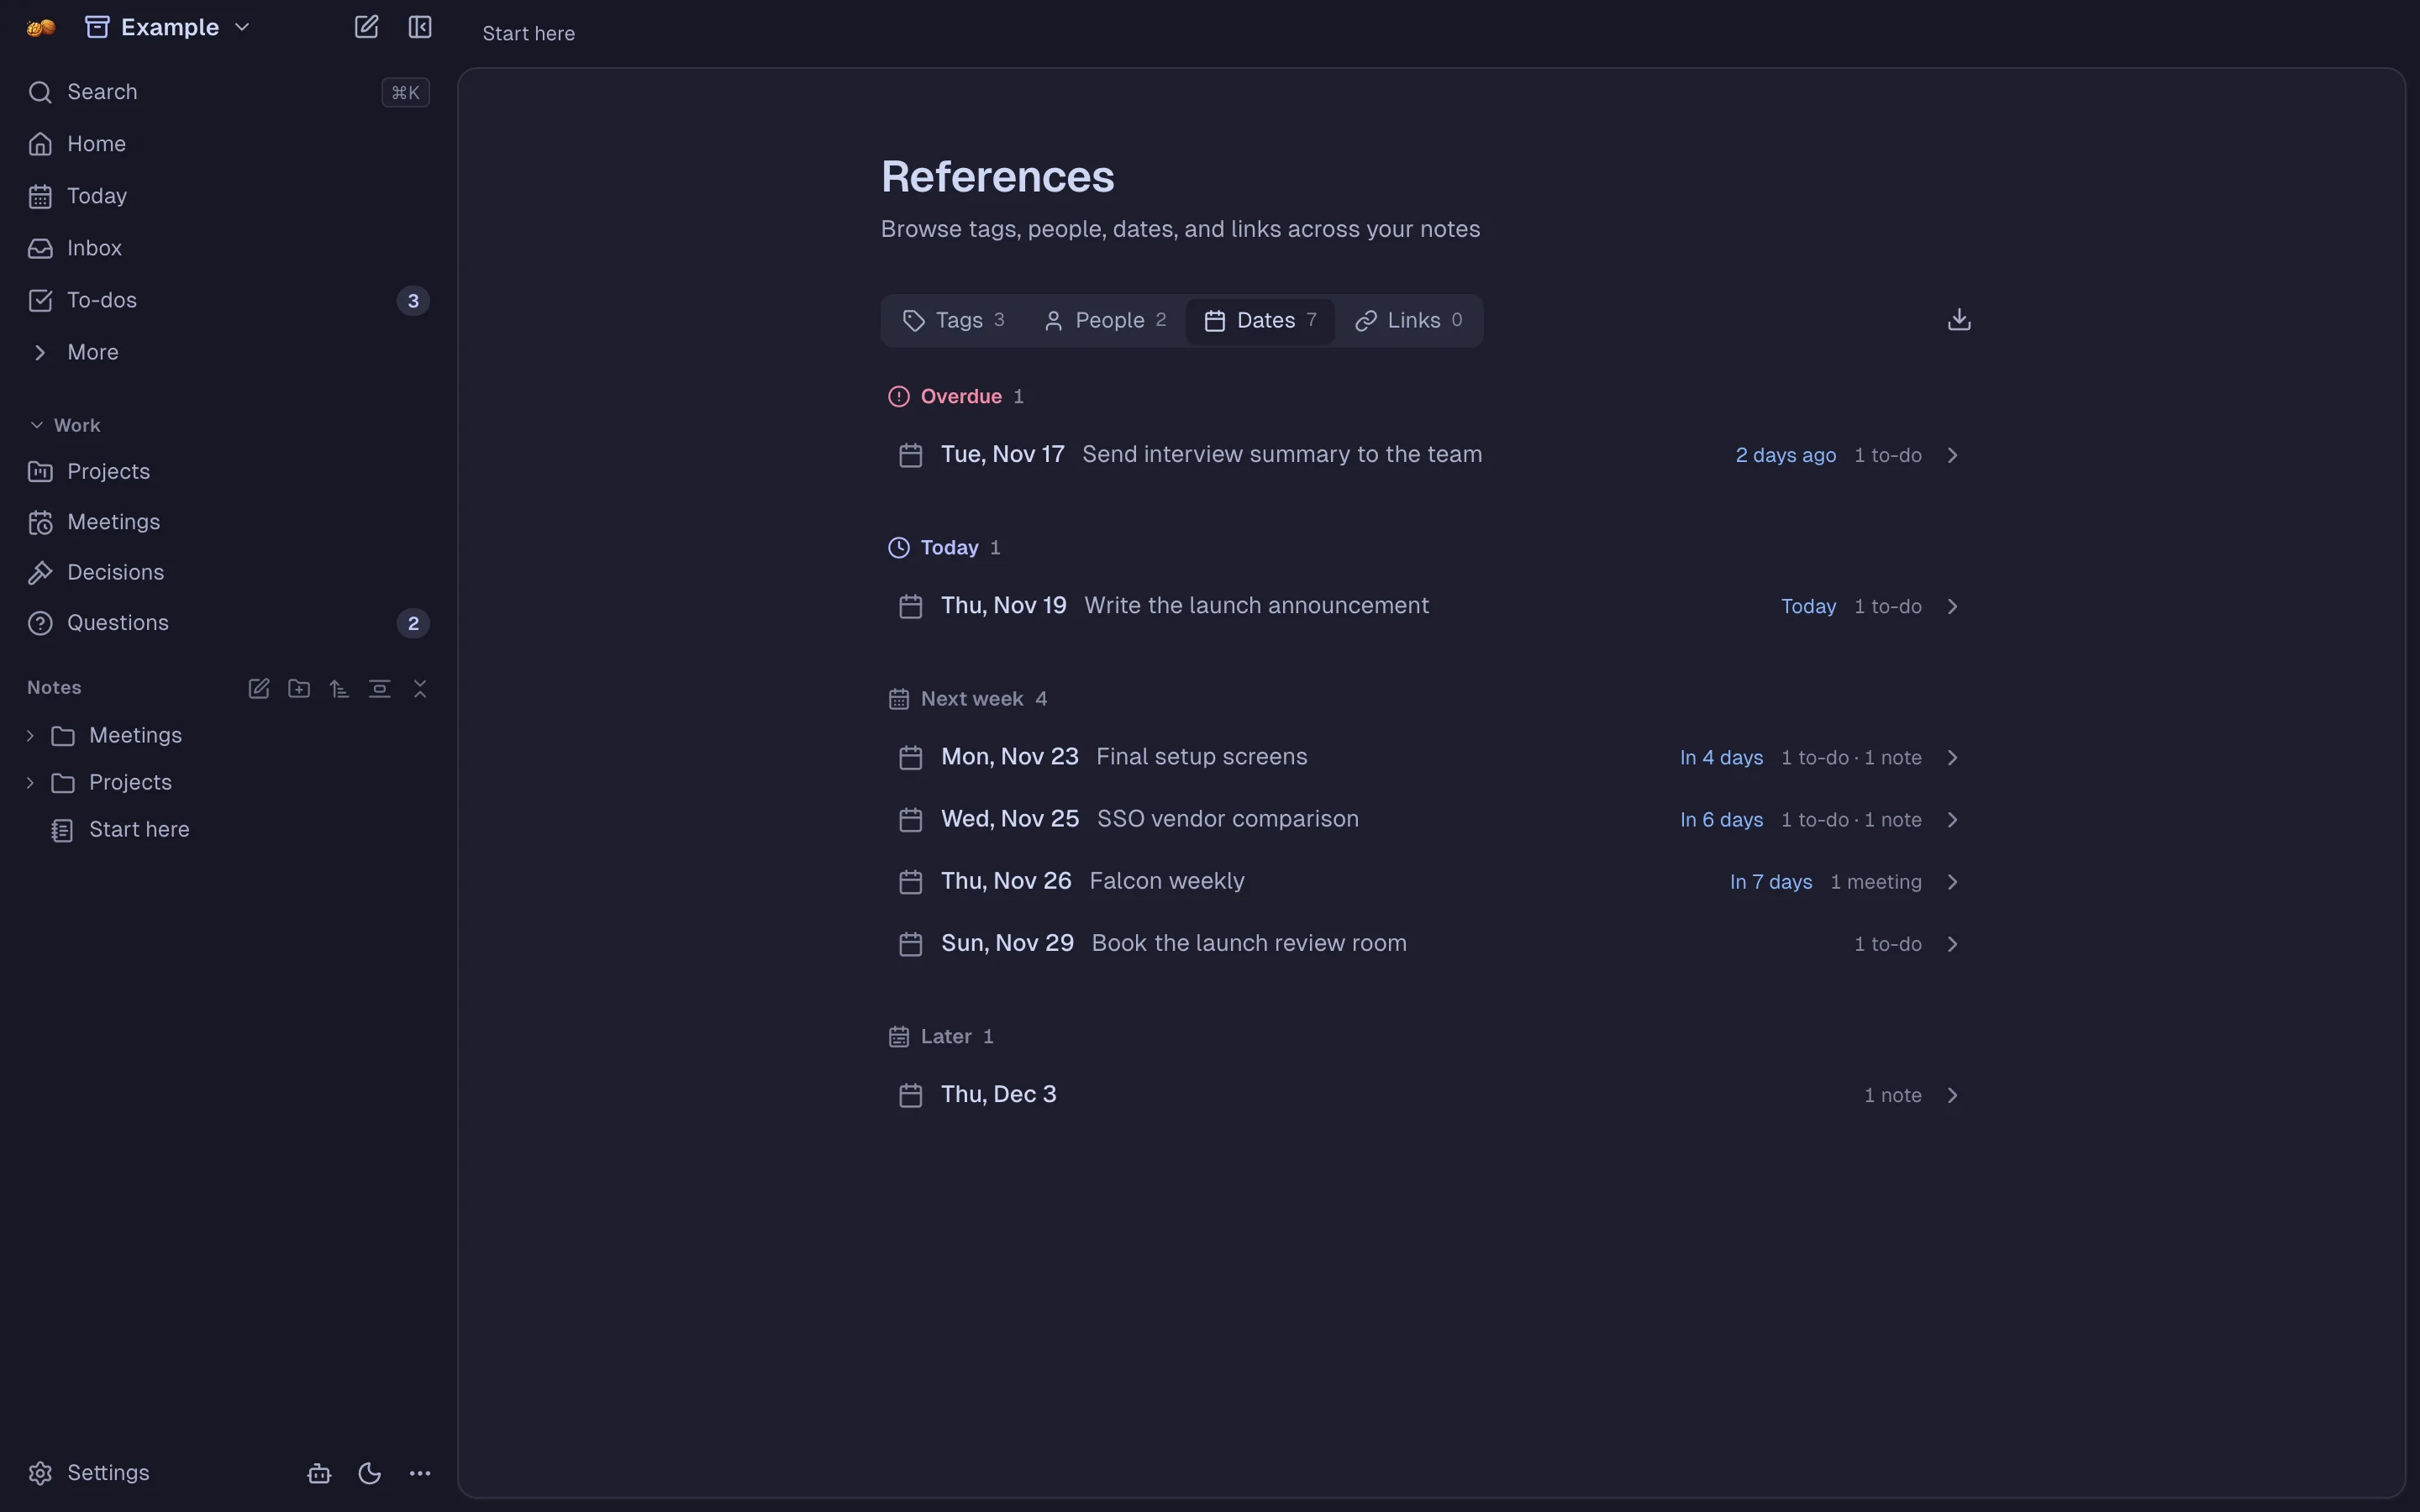 Example
Start here
Search ⌘K
Home
Today
Inbox
To-dos 3
More
Work
Projects
Meetings
Decisions
Questions 2
Notes
Meetings
Projects
Start here
Settings
References
Browse tags, people, dates, and links across your notes
Tags 3 People 2 Dates 7 Links 0
Overdue 1
Tue, Nov 17 Send interview summary to the team 2 days ago 1 to-do
Today 1
Thu, Nov 19 Write the launch announcement Today 1 to-do
Next week 4
Mon, Nov 23 Final setup screens In 4 days 1 to-do · 1 note
Wed, Nov 25 SSO vendor comparison In 6 days 1 to-do · 1 note
Thu, Nov 26 Falcon weekly In 7 days 1 meeting
Sun, Nov 29 Book the launch review room 1 to-do
Later 1
Thu, Dec 3 1 note